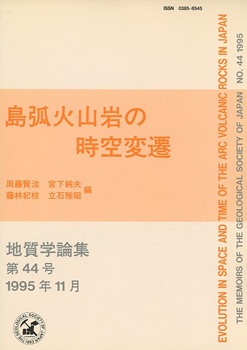 ISSN 0385-8545
島弧火山岩の
時空変遷
周藤賢治 宮下純夫
藤林紀枝 立石雅昭 編
地質学論集
第44号
1995年11月
EVOLUTION IN SPACE AND TIME OF THE ARC VOLCANIC ROCKS IN JAPAN
THE MEMOIRS OF THE GEOLOGICAL SOCIETY OF JAPAN NO. 44 1995